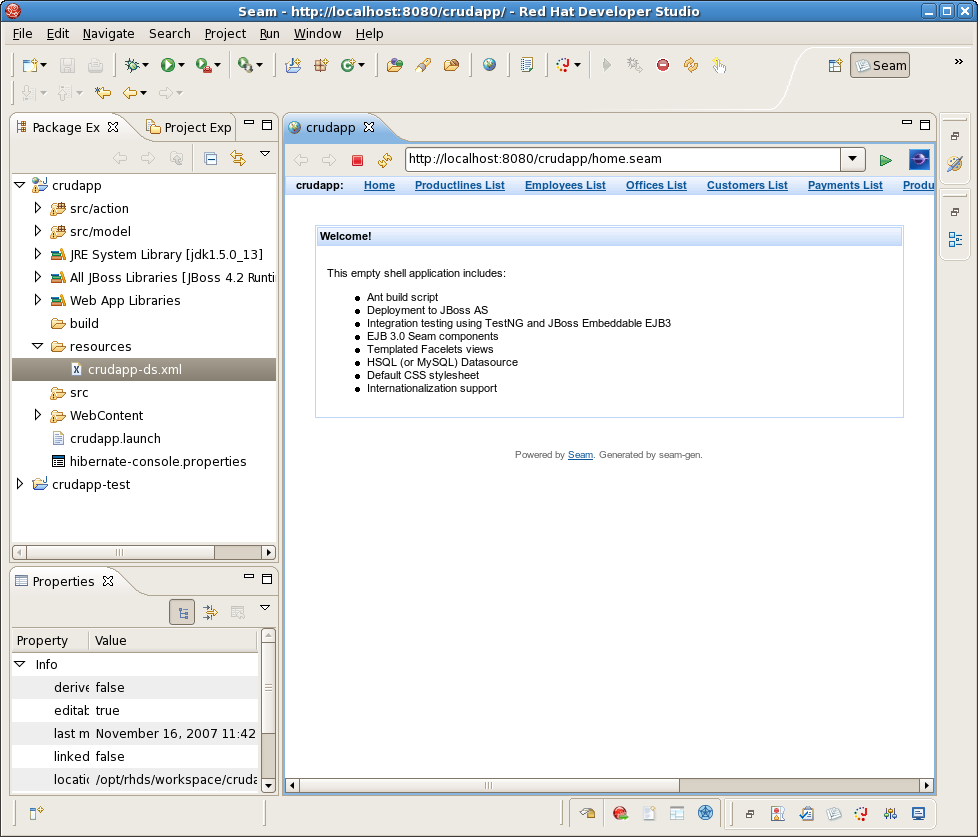 Seam - http://localhost:8080/crudapp/ - Red Hat Developer Studio
File Edit Navigate Search Project Run Window Help
Seam
»
Package Ex
Project Exp
crudapp
src/action
src/model
JRE System Library [jdk1.5.0_13]
All JBoss Libraries [JBoss 4.2 Runti
Web App Libraries
build
resources
crudapp-ds.xml
src
WebContent
crudapp.launch
hibernate-console.properties
crudapp-test
Properties
Property Value
Info
derive false
editab true
last m November 16, 2007 11:42
linked false
locatio /opt/rhds/workspace/cruda
crudapp
http://localhost:8080/crudapp/home.seam
crudapp: Home Productlines List Employees List Offices List Customers List Payments List Produ
Welcome!
This empty shell application includes:
Ant build script
Deployment to JBoss AS
Integration testing using TestNG and JBoss Embeddable EJB3
EJB 3.0 Seam components
Templated Facelets views
HSQL (or MySQL) Datasource
Default CSS stylesheet
Internationalization support
Powered by Seam. Generated by seam-gen.